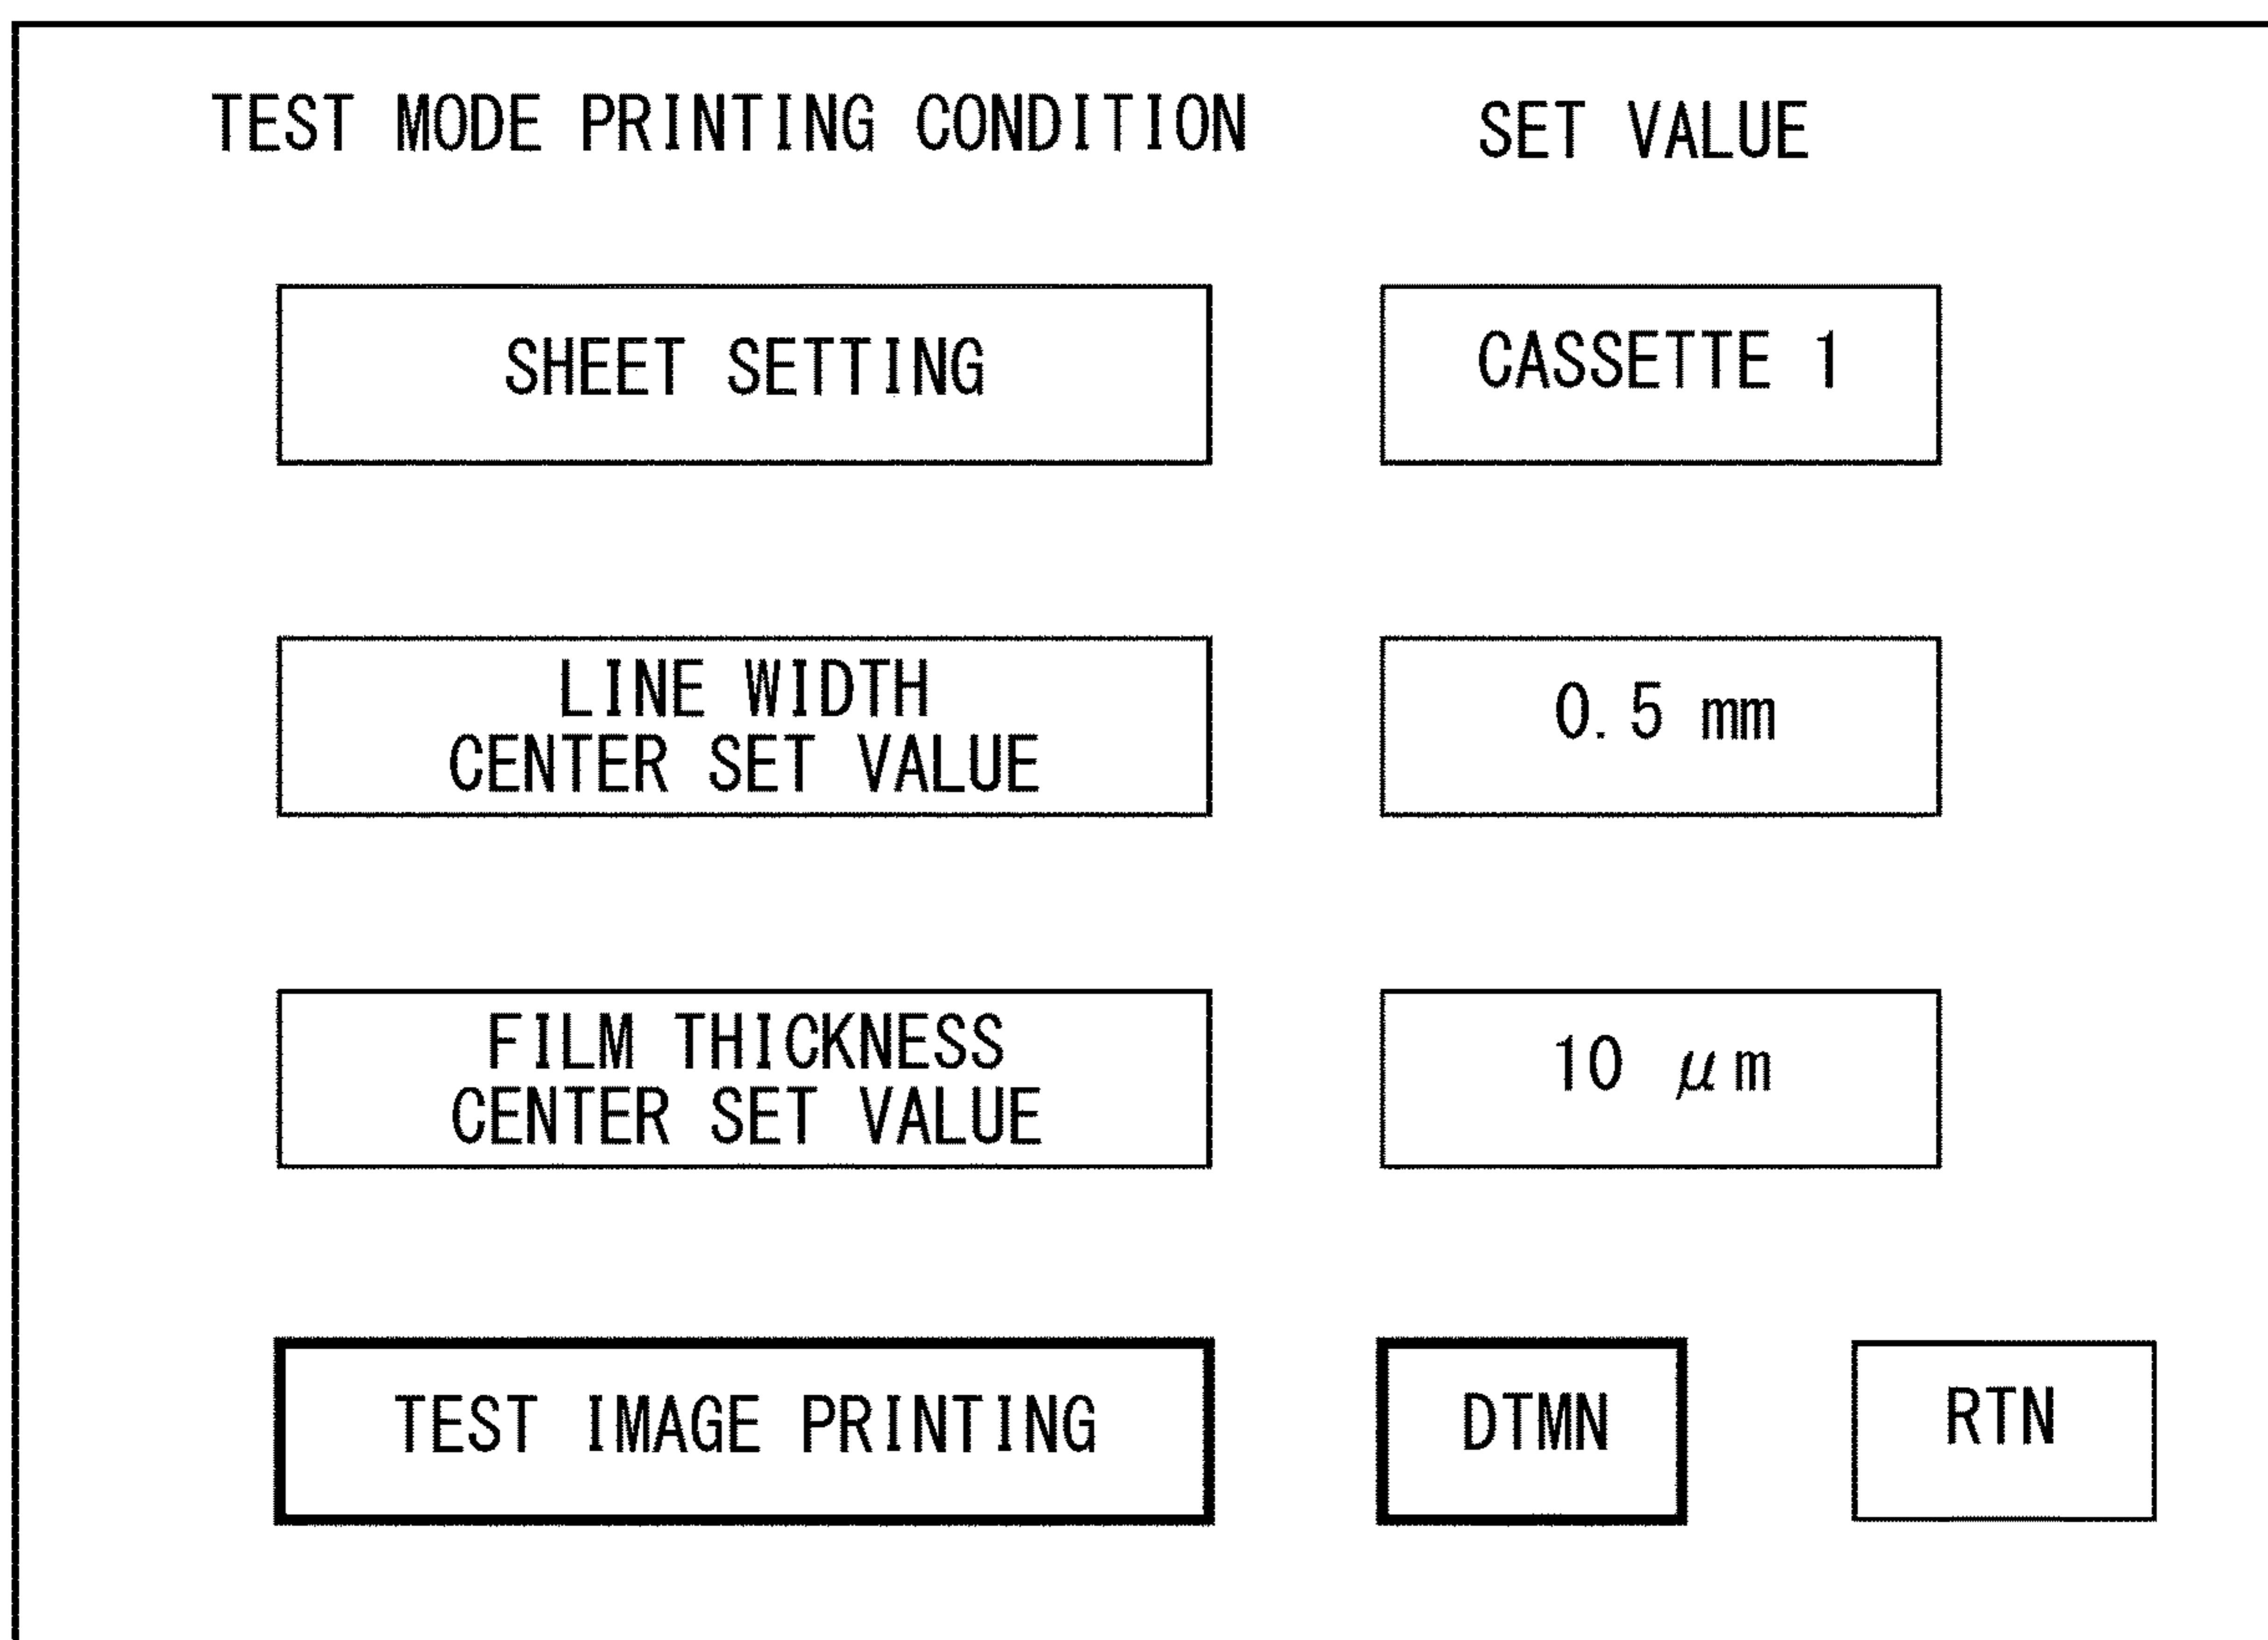 TEST MODE PRINTING CONDITION SET VALUE
SHEET SETTING CASSETTE 1
LINE WIDTH
CENTER SET VALUE
0.5 mm
FILM THICKNESS
CENTER SET VALUE
10 μm
TEST IMAGE PRINTING DTMN RTN